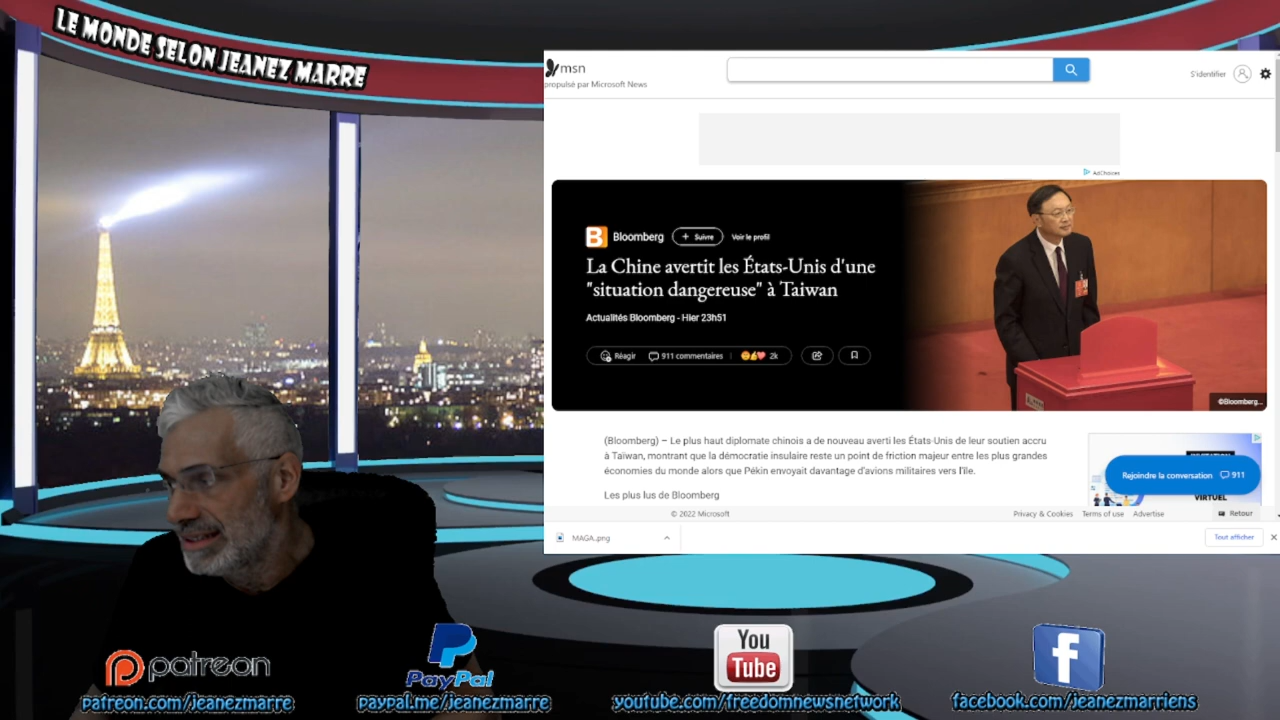 LE MONDE SELON JEANEZ MARRE
msn
propulsé par Microsoft News
S'identifier
AdChoices
B Bloomberg + Suivre Voir le profil
La Chine avertit les États-Unis d'une
"situation dangereuse" à Taiwan
Actualités Bloomberg - Hier 23h51
Réagir 911 commentaires 2k
©Bloomberg...
(Bloomberg) – Le plus haut diplomate chinois a de nouveau averti les États-Unis de leur soutien accru
à Taiwan, montrant que la démocratie insulaire reste un point de friction majeur entre les plus grandes
économies du monde alors que Pékin envoyait davantage d'avions militaires vers l'île.
Les plus lus de Bloomberg
Rejoindre la conversation 911
VIRTUEL
© 2022 Microsoft
Privacy & Cookies Terms of use Advertise
Retour
MAGA.png
Tout afficher
patreon
patreon.com/jeanezmarre
PayPal
paypal.me/jeanezmarre
You
Tube
youtube.com/freedomnewsnetwork
f
facebook.com/jeanezmarriens